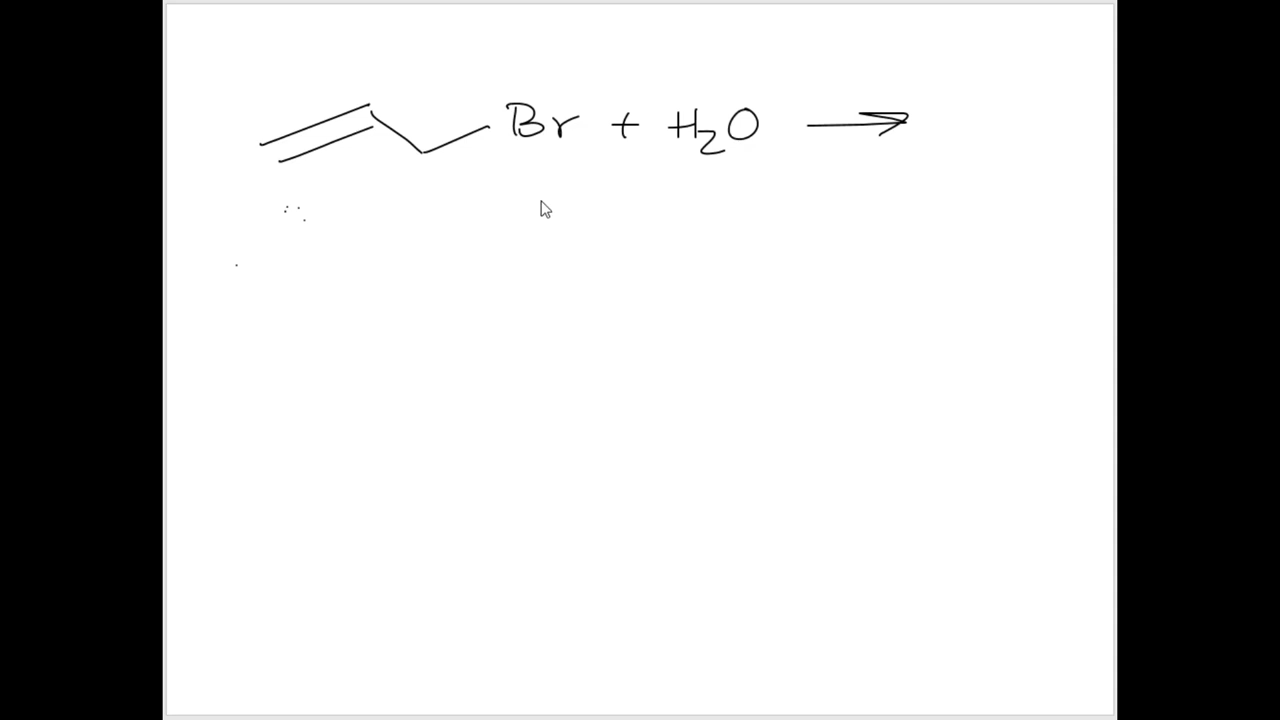 Br + H₂O →